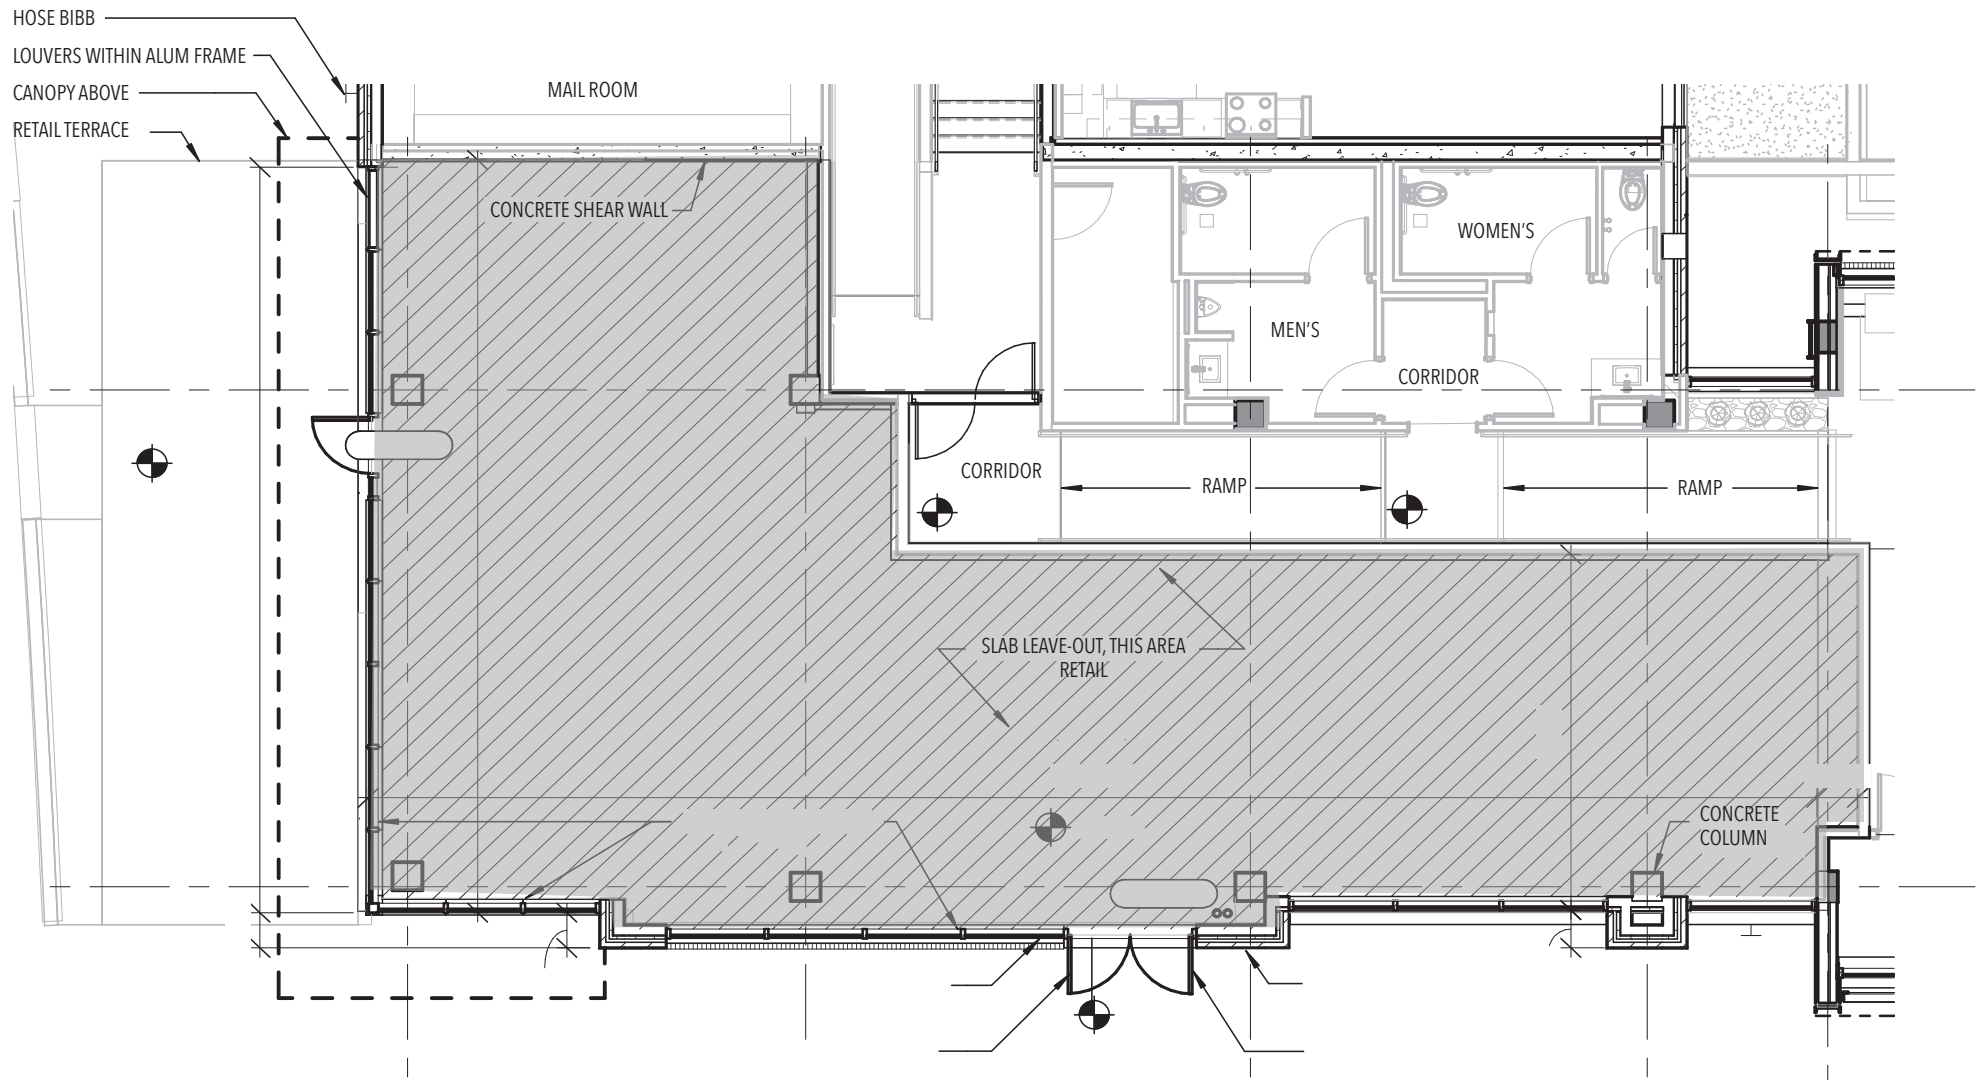 HOSE BIBB
LOUVERS WITHIN ALUM FRAME
CANOPY ABOVE
RETAIL TERRACE
MAIL ROOM
CONCRETE SHEAR WALL
WOMEN'S
MEN'S
CORRIDOR
CORRIDOR
RAMP
RAMP
SLAB LEAVE-OUT, THIS AREA
RETAIL
CONCRETE
COLUMN